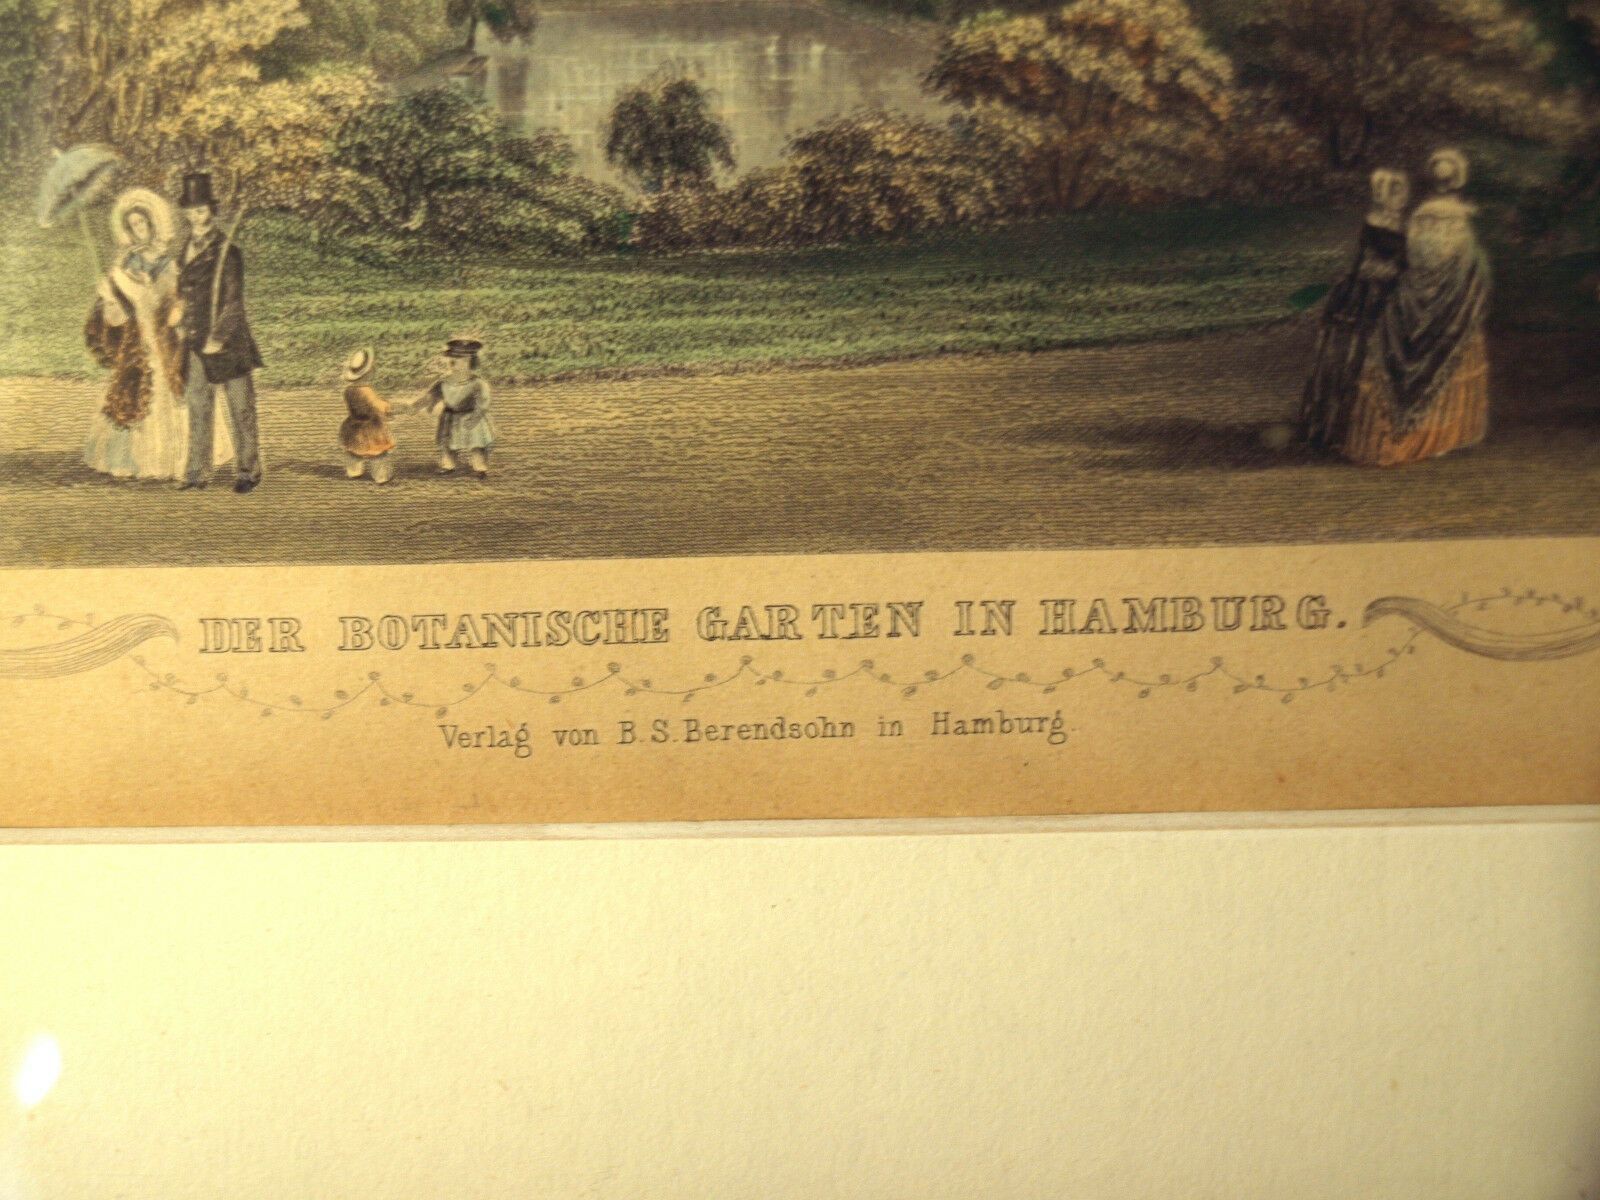 DER BOTANISCHE GARTEN IN HAMBURG.
Verlag von B. S. Berendsohn in Hamburg.